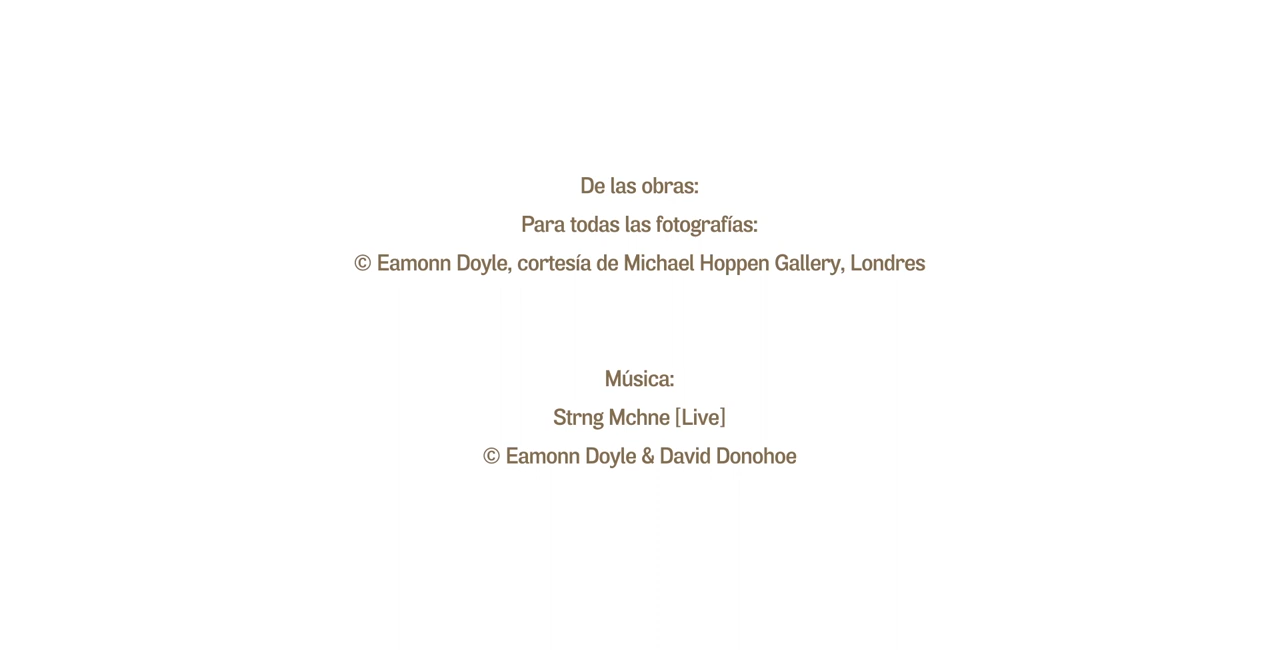 De las obras:
Para todas las fotografías:
© Eamonn Doyle, cortesía de Michael Hoppen Gallery, Londres
Música:
Strng Mchne [Live]
© Eamonn Doyle & David Donohoe